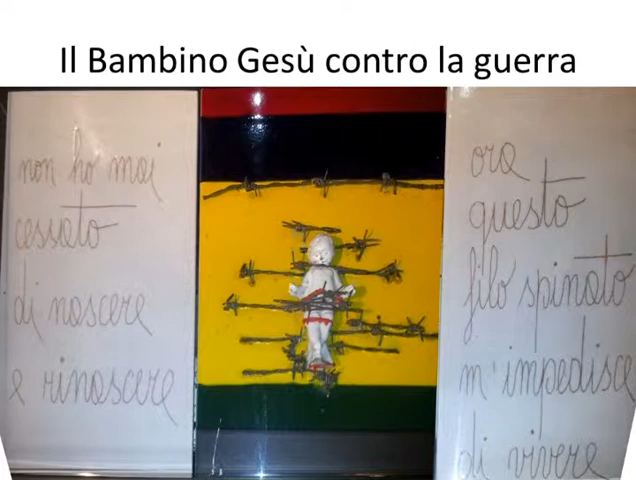 Il Bambino Gesù contro la guerra
non ho mai
cessato
di nascere
e rinascere
ora
questo
filo spinato
m'impedisce
di vivere